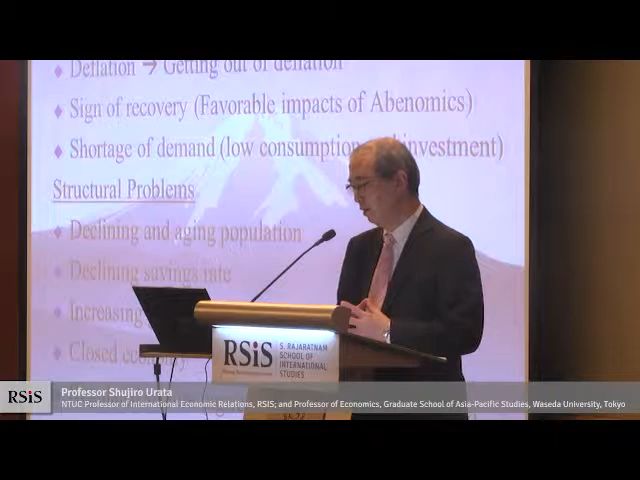 Deflation → Getting out of deflation
Sign of recovery (Favorable impacts of Abenomics)
Shortage of demand (low consumption investment)
Structural Problems
Declining and aging population
Declining savings rate
Increasing
Closed
RSiS
S. RAJARATNAM
SCHOOL OF
INTERNATIONAL
STUDIES
RSiS
Professor Shujiro Urata
NTUC Professor of International Economic Relations, RSIS; and Professor of Economics, Graduate School of Asia-Pacific Studies, Waseda University, Tokyo